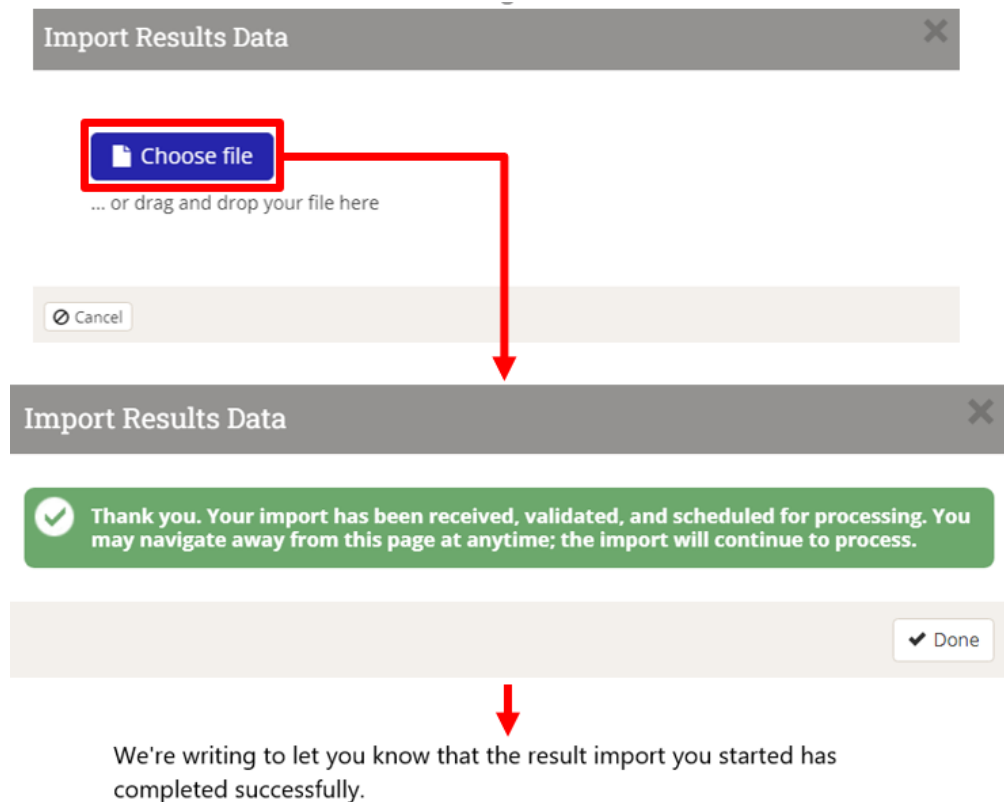 Import Results Data
Choose file
... or drag and drop your file here
Cancel
Import Results Data
Thank you. Your import has been received, validated, and scheduled for processing. You
may navigate away from this page at anytime; the import will continue to process.
Done
We're writing to let you know that the result import you started has
completed successfully.